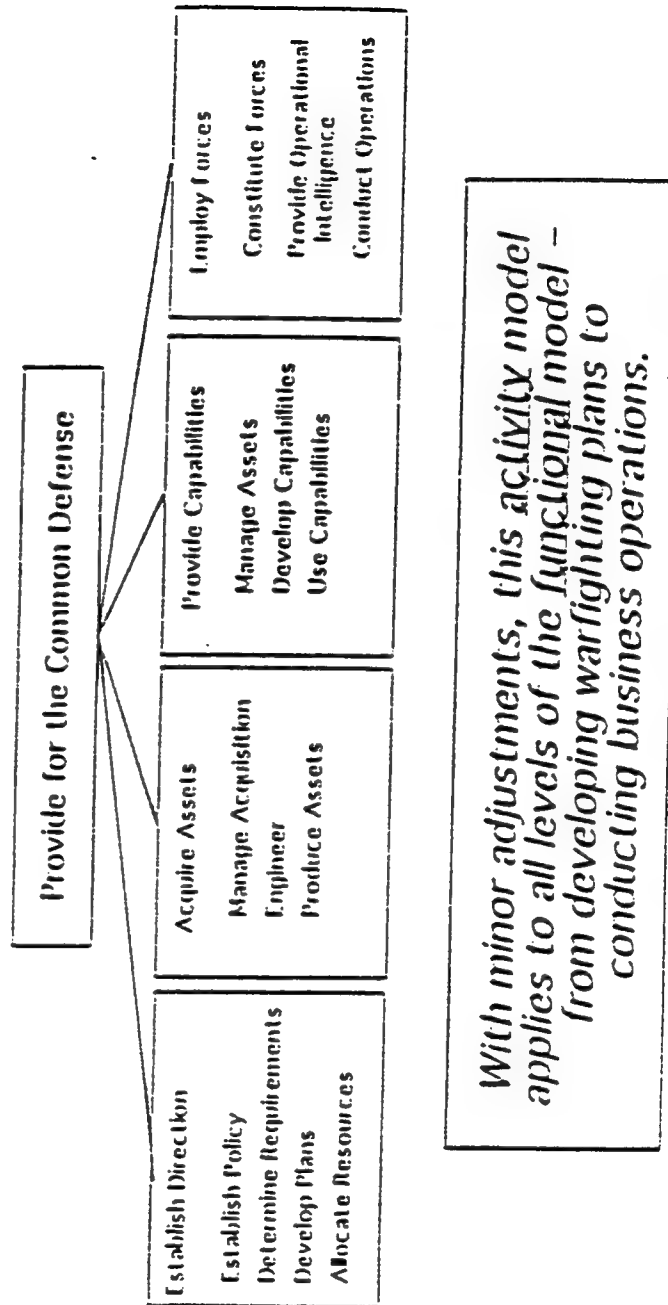 Provide for the Common Defense
Establish Direction
Establish Policy
Determine Requirements
Develop Plans
Allocate Resources
Acquire Assets
Manage Acquisition
Engineer
Produce Assets
Provide Capabilities
Manage Assets
Develop Capabilities
Use Capabilities
Employ Forces
Constitute Forces
Provide Operational
Intelligence
Conduct Operations
With minor adjustments, this activity model
applies to all levels of the functional model –
from developing warfighting plans to
conducting business operations.